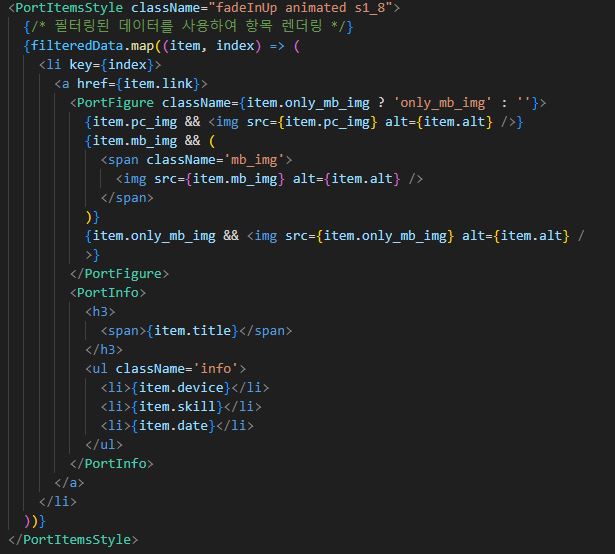 <PortItemsStyle className="fadeInUp animated s1_8">
{/* 필터링된 데이터를 사용하여 항목 렌더링 */}
{filteredData.map((item, index) => (
<li key={index}>
<a href={item.link}>
<PortFigure className={item.only_mb_img ? 'only_mb_img' : ''}>
{item.pc_img && <img src={item.pc_img} alt={item.alt} />}
{item.mb_img && (
<span className='mb_img'>
<img src={item.mb_img} alt={item.alt} />
</span>
)}
{item.only_mb_img && <img src={item.only_mb_img} alt={item.alt} /
>}
</PortFigure>
<PortInfo>
<h3>
<span>{item.title}</span>
</h3>
<ul className='info'>
<li>{item.device}</li>
<li>{item.skill}</li>
<li>{item.date}</li>
</ul>
</PortInfo>
</a>
</li>
))}
</PortItemsStyle>